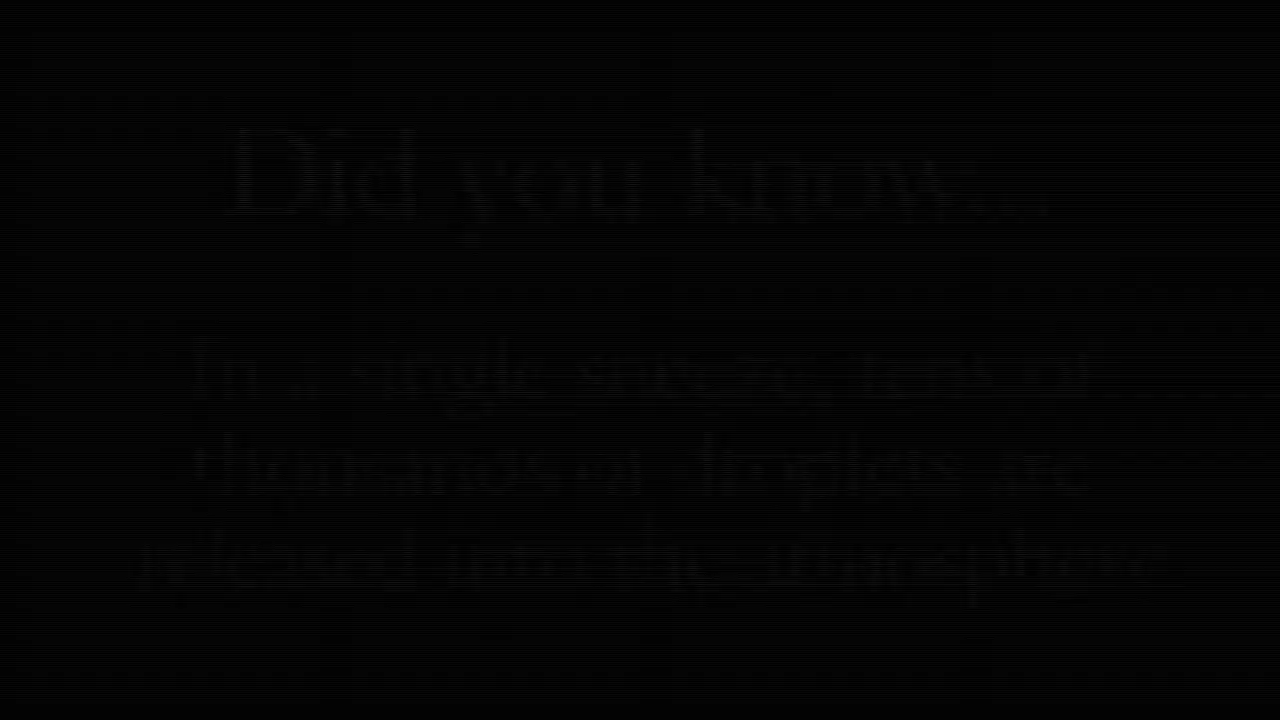 Did you know...
In a single sneeze, tens of
thousands of droplets are
released into the atmosphere